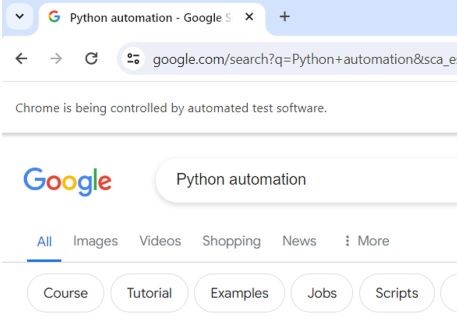 Python automation - Google S
google.com/search?q=Python+automation&sca_es
Chrome is being controlled by automated test software.
Google Python automation
All Images Videos Shopping News More
Course Tutorial Examples Jobs Scripts